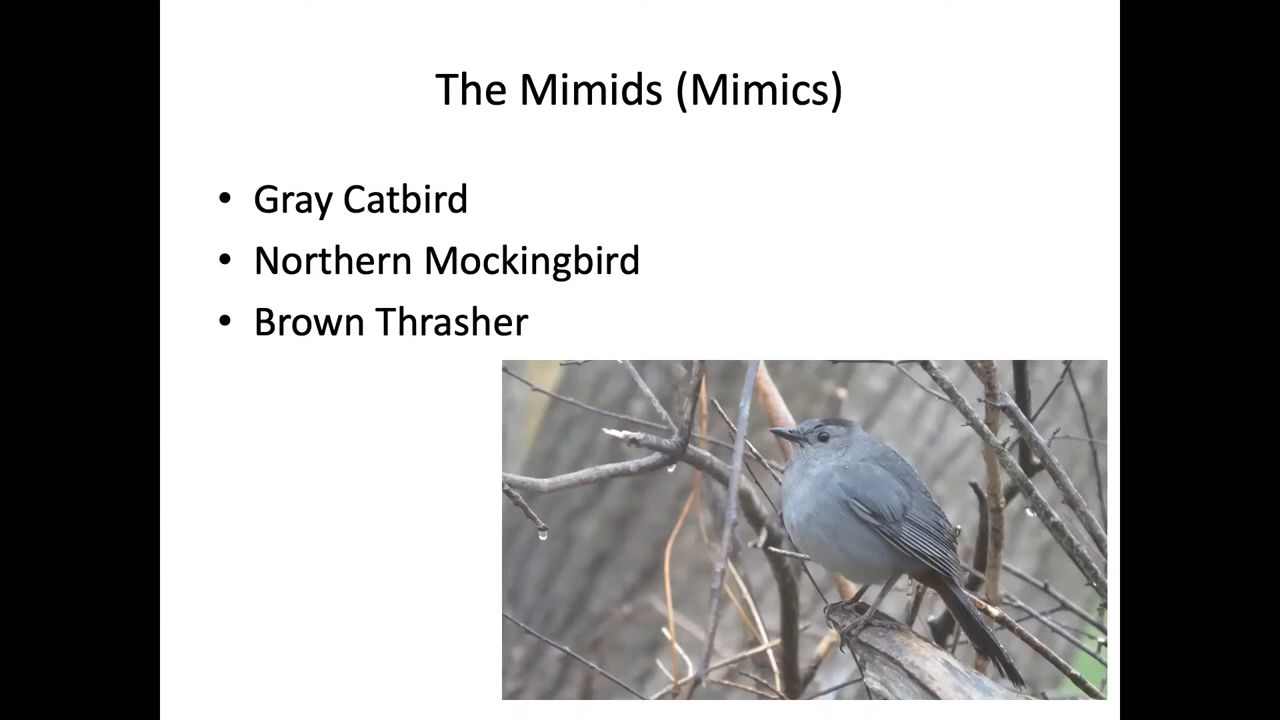 The Mimids (Mimics)
• Gray Catbird
• Northern Mockingbird
• Brown Thrasher